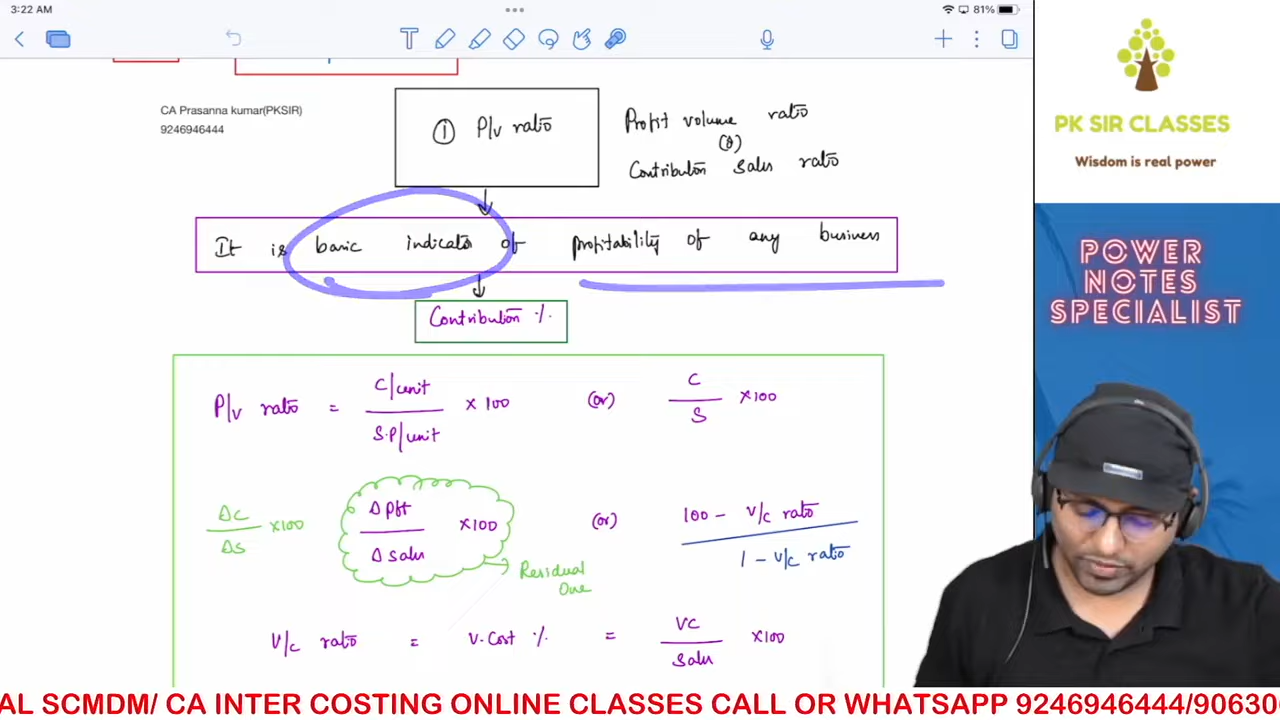 3:22 AM
81%
CA Prasanna kumar(PKSIR)
9246946444
① P/v ratio
Profit volume ratio
(or)
Contribution sales ratio
It is basic indicator of profitability of any business
Contribution %
P/v ratio = C/unit / S.P/unit × 100 (or) C / S × 100
ΔC / ΔS × 100
Δ Pft / Δ sales × 100 (or) 100 - v/c ratio
1 - v/c ratio
Residual
One
V/c ratio = V. Cost % = VC / Sales × 100
PK SIR CLASSES
Wisdom is real power
POWER
NOTES
SPECIALIST
AL SCMDM/ CA INTER COSTING ONLINE CLASSES CALL OR WHATSAPP 9246946444/90630